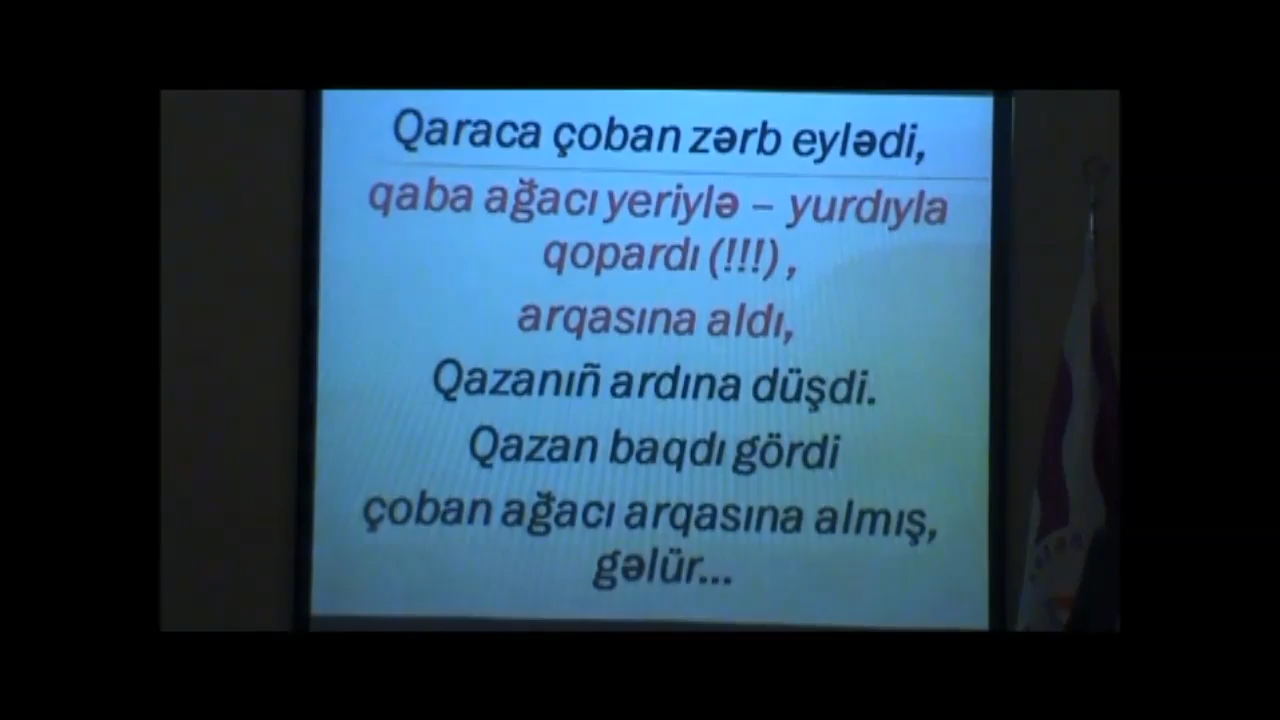 Qaraca çoban zərb eylədi,
qaba ağacı yeriylə – yurdıyla
qopardı (!!!) ,
arqasına aldı,
Qazanıñ ardına düşdi.
Qazan baqdı gördi
çoban ağacı arqasına almış,
gəlür...